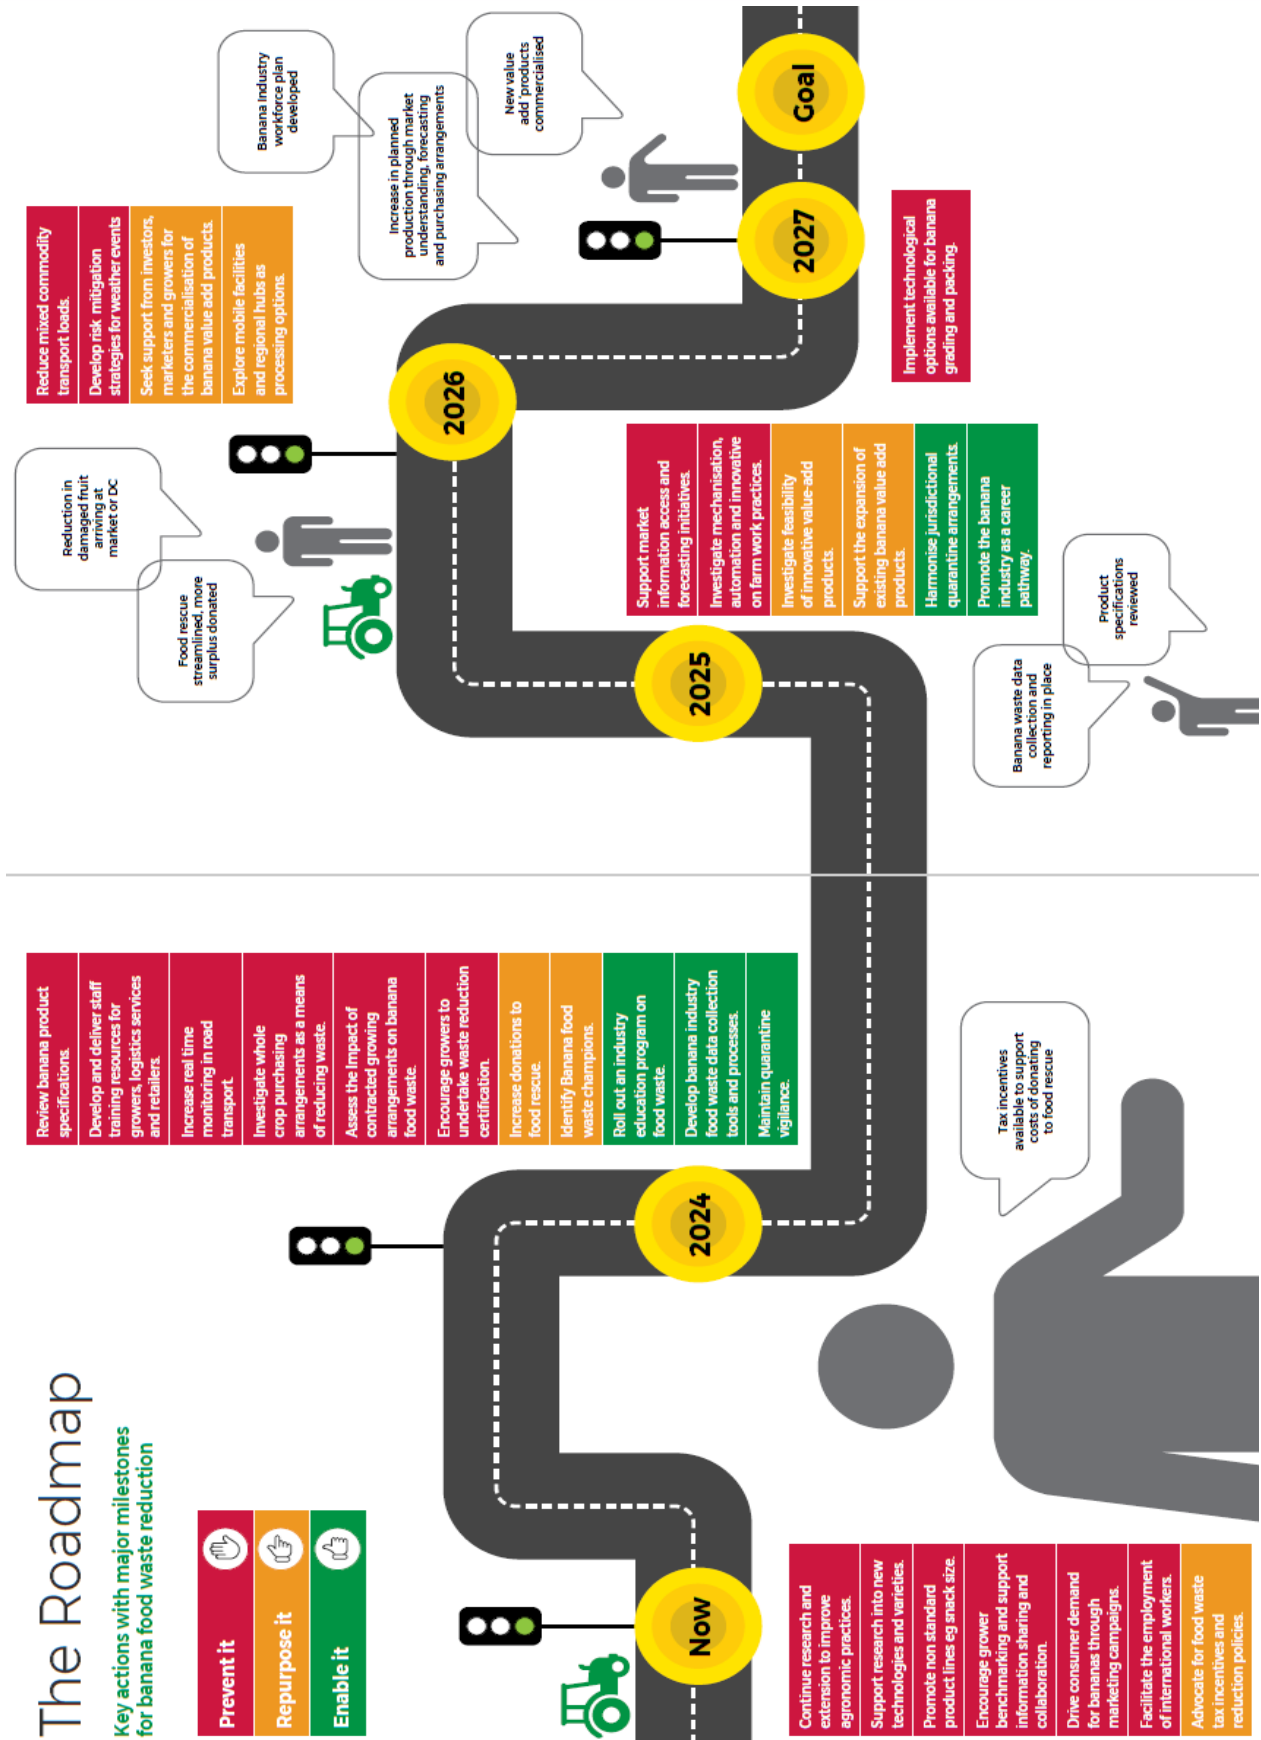 The Roadmap
Key actions with major milestones
for banana food waste reduction
Prevent it
Repurpose it
Enable it
Now
Continue research and
extension to improve
agronomic practices.
Support research into new
technologies and varieties.
Promote non standard
product lines eg snack size.
Encourage grower
benchmarking and support
information sharing and
collaboration.
Drive consumer demand
for bananas through
marketing campaigns.
Facilitate the employment
of international workers.
Advocate for food waste
tax incentives and
reduction policies.
Tax incentives
available to support
costs of donating
to food rescue
2024
Review banana product
specifications.
Develop and deliver staff
training resources for
growers, logistics services
and retailers.
Increase real time
monitoring in road
transport.
Investigate whole
crop purchasing
arrangements as a means
of reducing waste.
Assess the Impact of
contracted growing
arrangements on banana
food waste.
Encourage growers to
undertake waste reduction
certification.
Increase donations to
food rescue.
Identify Banana food
waste champions.
Roll out an industry
education program on
food waste.
Develop banana industry
food waste data collection
tools and processes.
Maintain quarantine
vigilance.
Banana waste data
collection and
reporting in place
Product
specifications
reviewed
2025
Support market
information access and
forecasting initiatives.
Investigate mechanisation,
automation and innovative
on farm work practices.
Investigate feasibility
of innovative value-add
products.
Support the expansion of
existing banana value add
products.
Harmonise jurisdictional
quarantine arrangements.
Promote the banana
industry as a career
pathway.
Food rescue
streamlined, more
surplus donated
Reduction in
damaged fruit
arriving at
market or DC
2026
Reduce mixed commodity
transport loads.
Develop risk mitigation
strategies for weather events
Seek support from investors,
marketers and growers for
the commercialisation of
banana value add products.
Explore mobile facilities
and regional hubs as
processing options.
Banana Industry
workforce plan
developed
Increase in planned
production through market
understanding, forecasting
and purchasing arrangements
New value
add 'products
commercialised
2027
Implement technological
options available for banana
grading and packing.
Goal